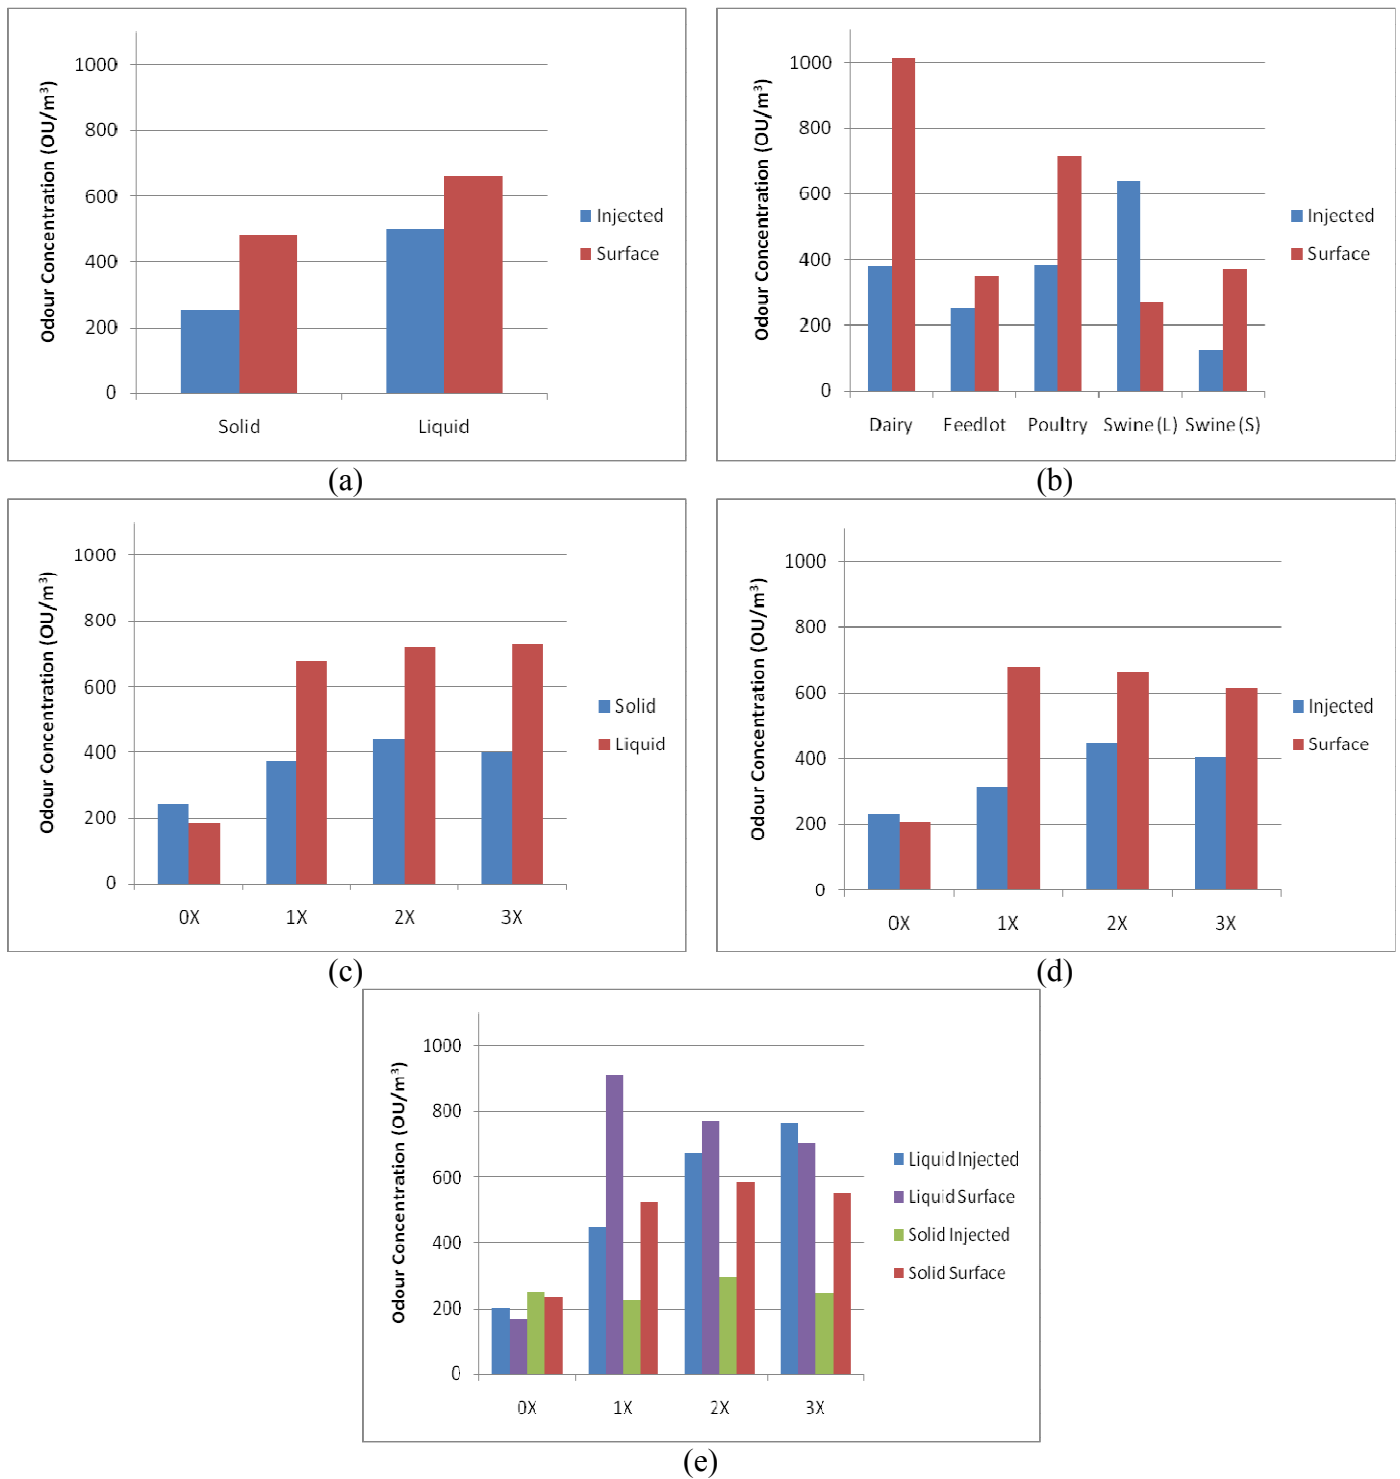 Odour Concentration (OU/m³)
1000
800
600
400
200
0
Solid
Liquid
Injected
Surface
(a)
Odour Concentration (OU/m³)
1000
800
600
400
200
0
Dairy
Feedlot
Poultry
Swine (L)
Swine (S)
Injected
Surface
(b)
Odour Concentration (OU/m³)
1000
800
600
400
200
0
0X
1X
2X
3X
Solid
Liquid
(c)
Odour Concentration (OU/m³)
1000
800
600
400
200
0
0X
1X
2X
3X
Injected
Surface
(d)
Odour Concentration (OU/m³)
1000
800
600
400
200
0
0X
1X
2X
3X
Liquid Injected
Liquid Surface
Solid Injected
Solid Surface
(e)